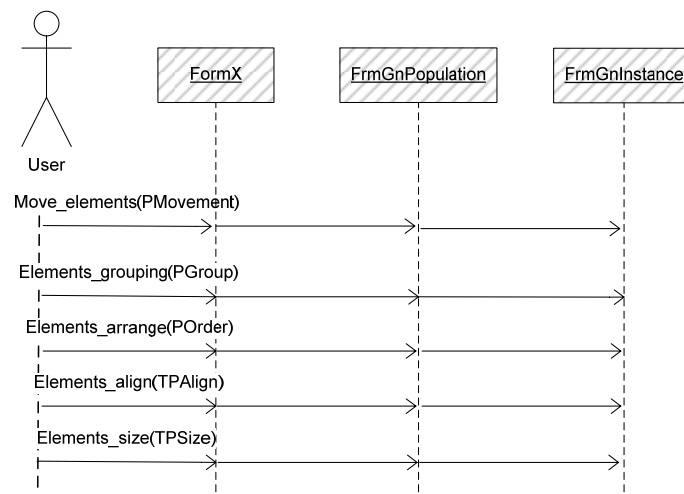 FormX
FrmGnPopulation
FrmGnInstance
User
Move_elements(PMovement)
Elements_grouping(PGroup)
Elements_arrange(POrder)
Elements_align(TPAlign)
Elements_size(TPSize)